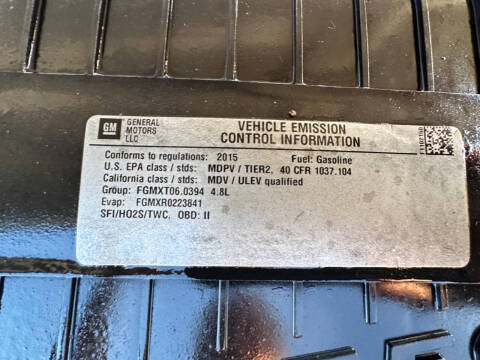 GM GENERAL MOTORS LLC
VEHICLE EMISSION
CONTROL INFORMATION
Conforms to regulations: 2015 Fuel: Gasoline
U.S. EPA class / stds: MDPV / TIER2, 40 CFR 1037.104
California class / stds: MDV / ULEV qualified
Group: FGMXT06.0394 4.8L
Evap: FGMXR0223841
SFI/HO2S/TWC, OBD: II